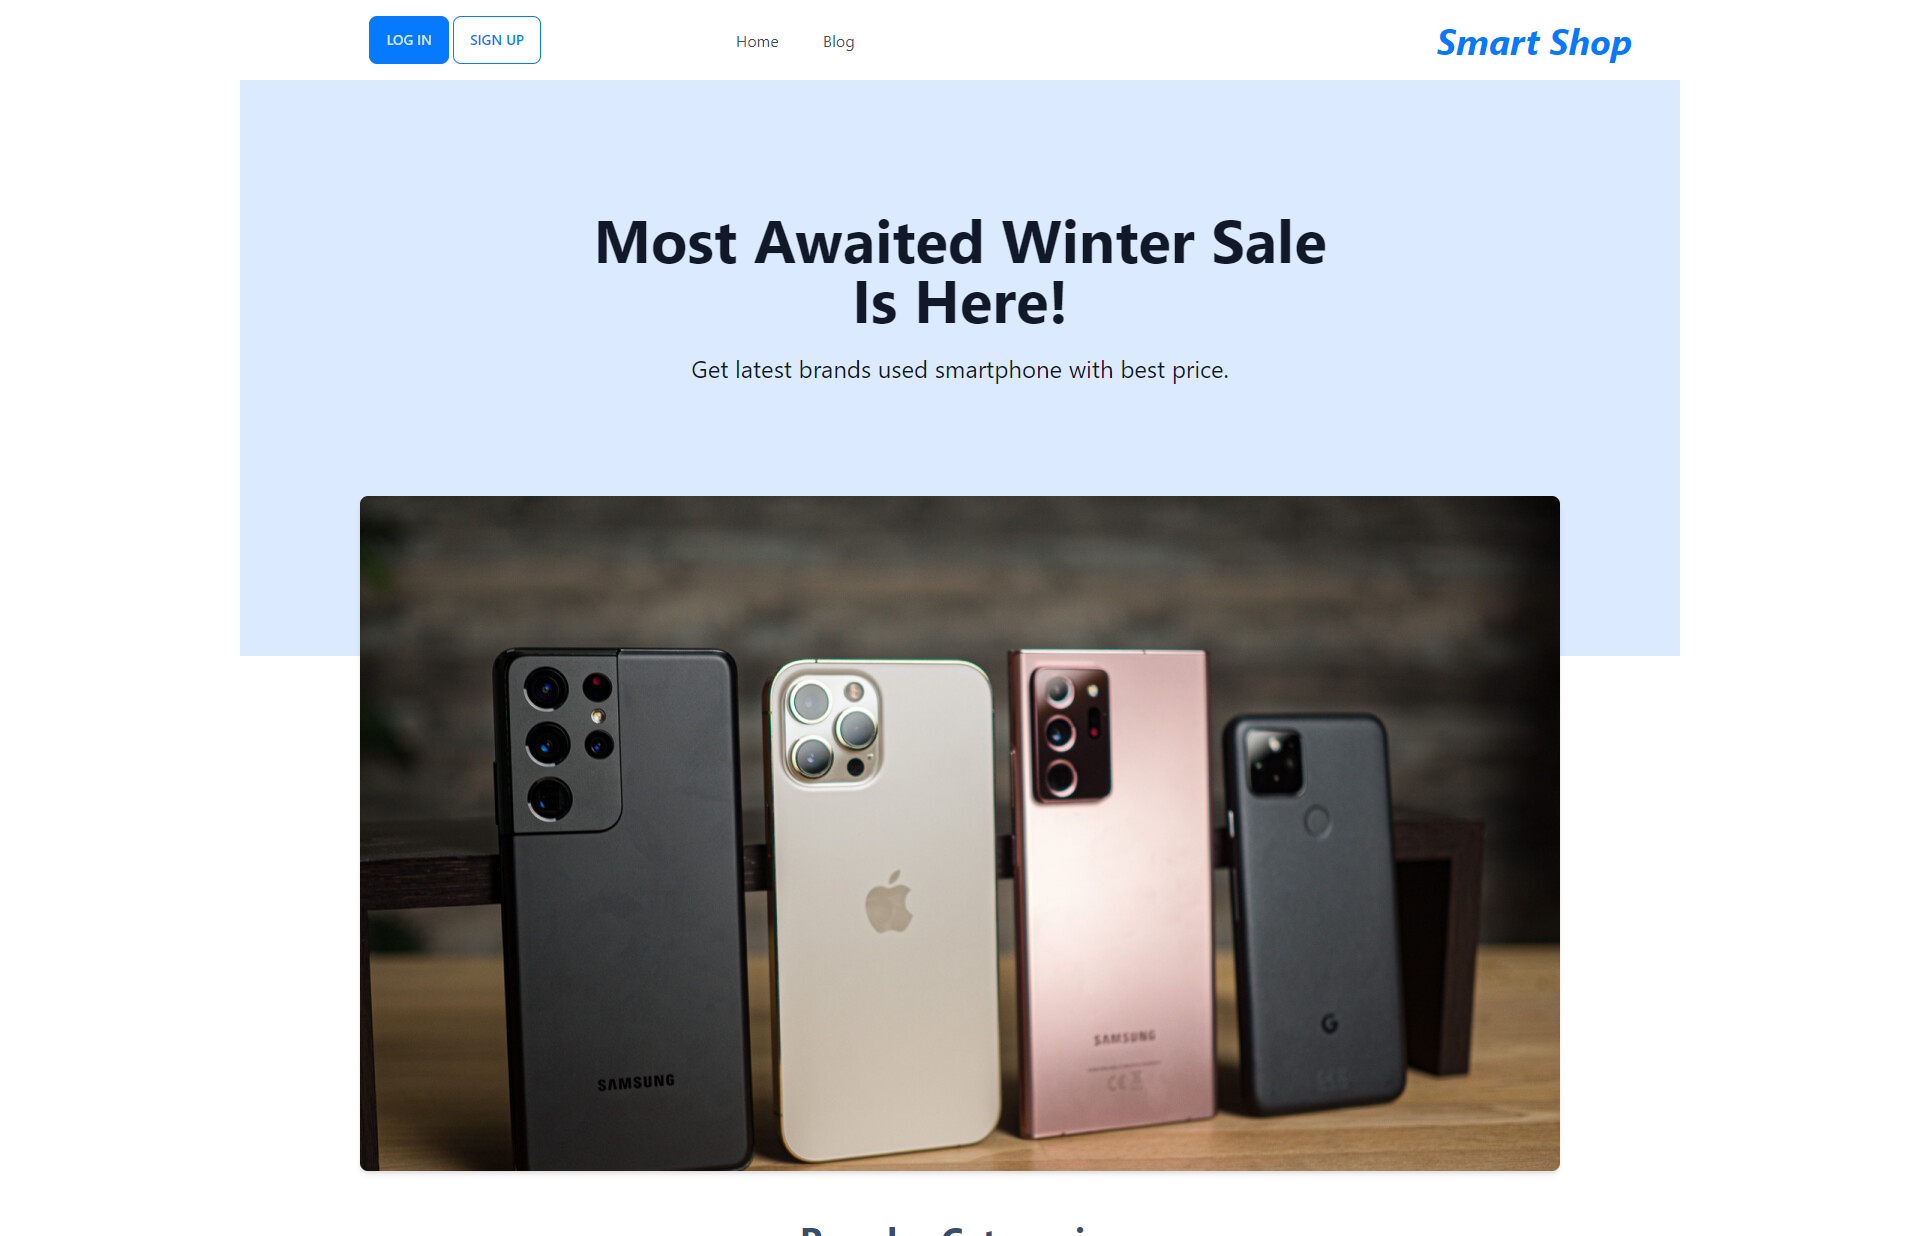 LOG IN
SIGN UP
Home
Blog
Smart Shop
Most Awaited Winter Sale
Is Here!
Get latest brands used smartphone with best price.
SAMSUNG
SAMSUNG
CE
G